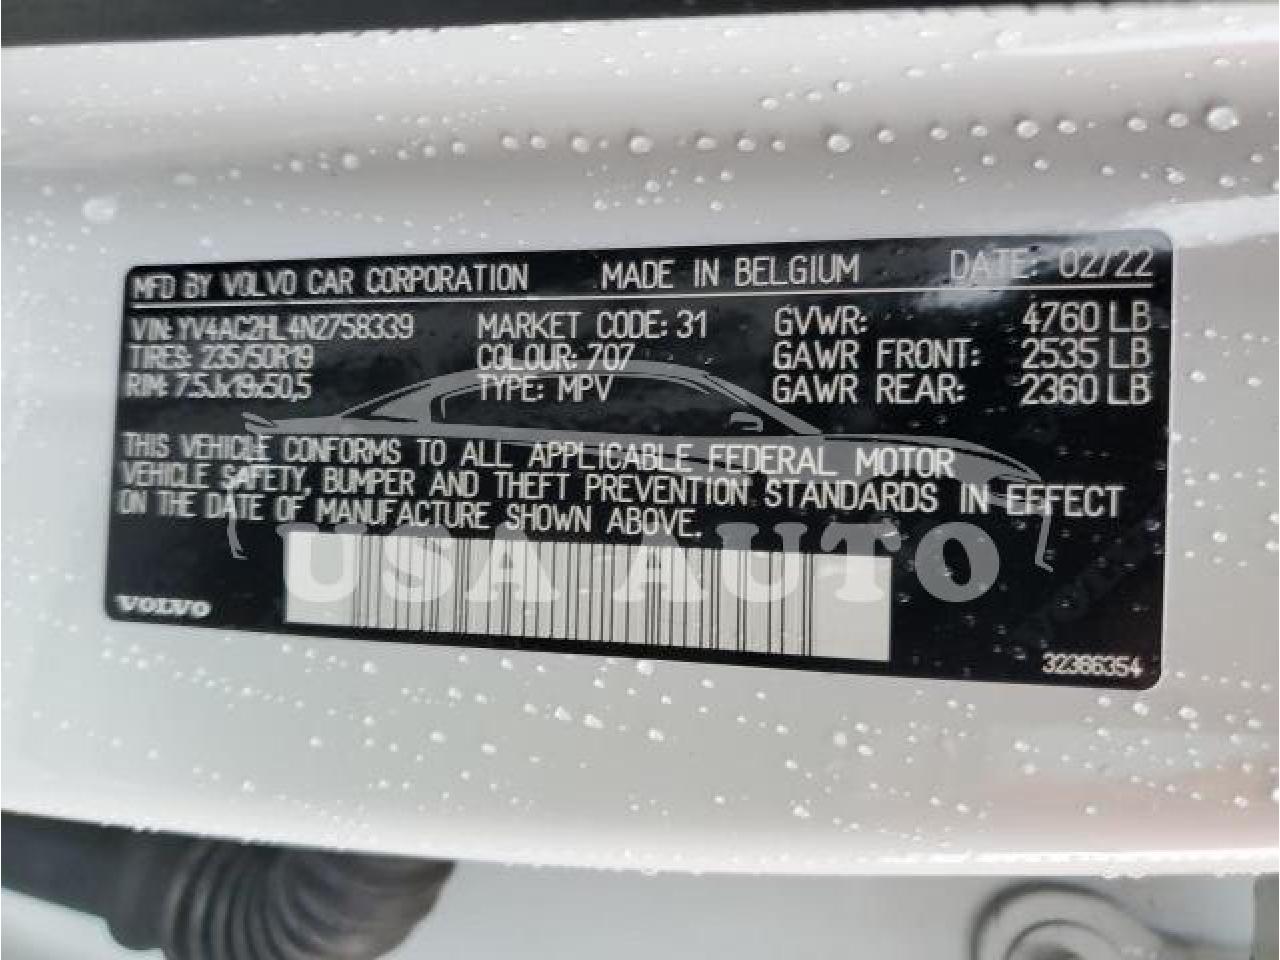 MFD BY VOLVO CAR CORPORATION MADE IN BELGIUM DATE: 02/22
VIN: YV4AC2HL4N2758339 MARKET CODE: 31 GVWR: 4760 LB
TIRES: 235/50R19 COLOUR: 707 GAWR FRONT: 2535 LB
RIM: 7.5Jx19x50,5 TYPE: MPV GAWR REAR: 2360 LB
THIS VEHICLE CONFORMS TO ALL APPLICABLE FEDERAL MOTOR
VEHICLE SAFETY, BUMPER AND THEFT PREVENTION STANDARDS IN EFFECT
ON THE DATE OF MANUFACTURE SHOWN ABOVE.
USA AUTO
VOLVO
32386354